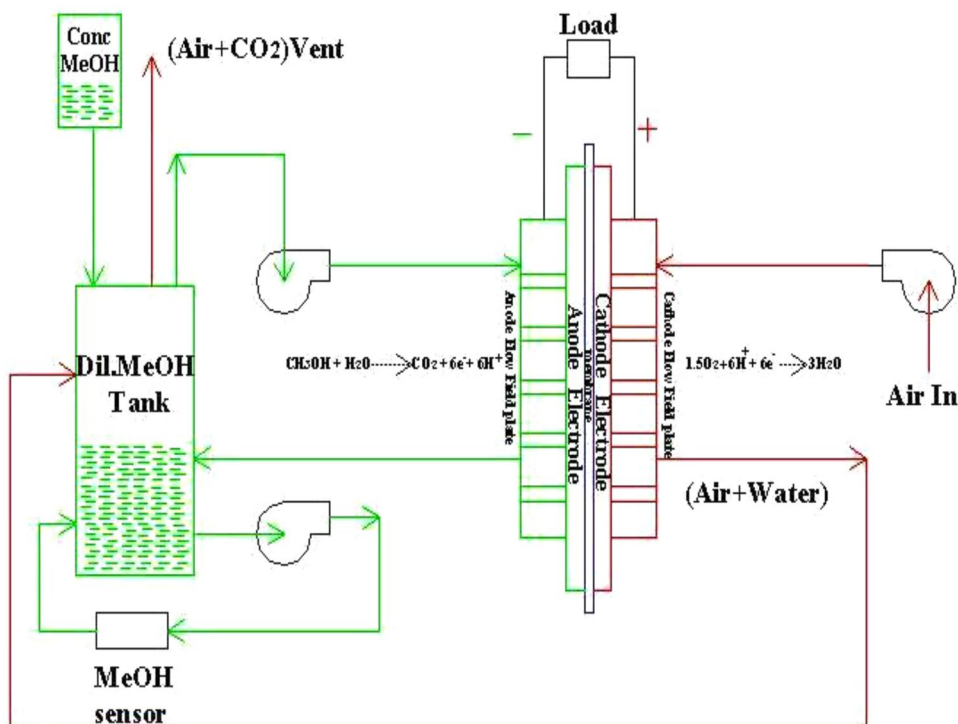 Conc
MeOH
(Air+CO2)Vent
Load
−
+
Dil.MeOH
Tank
Anode Flow Field plate
Anode Electrode
membrane
Cathode Electrode
Cathode Flow Field plate
CH3OH + H2O ------> CO2 + 6e- + 6H+
1.5O2 + 6H+ + 6e- ------> 3H2O
Air In
(Air+Water)
MeOH
sensor